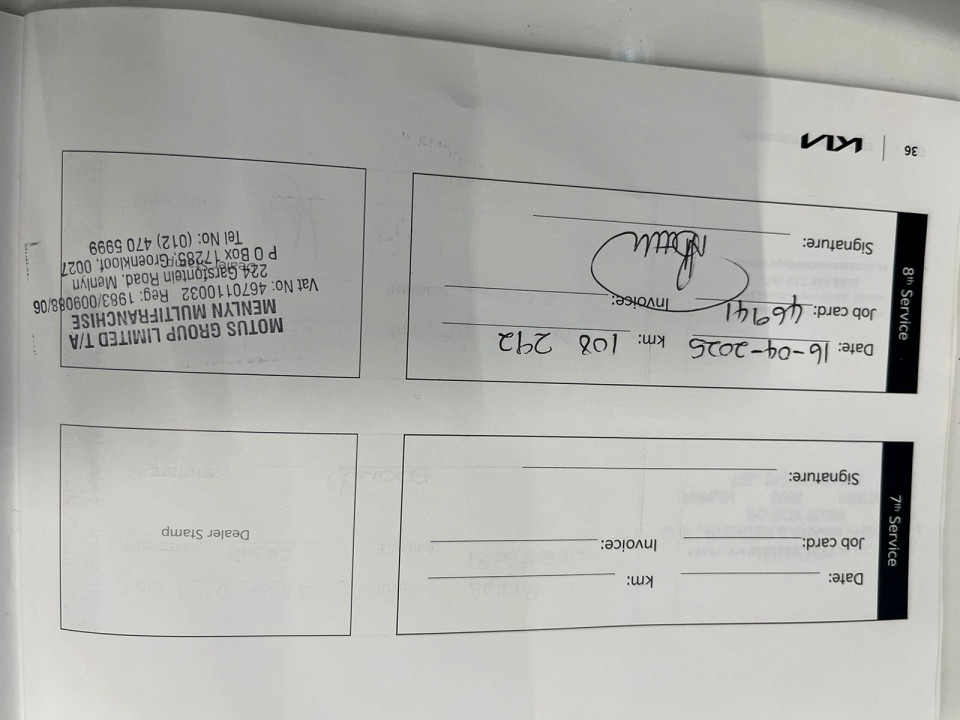 7th Service
Date: km:
Job card: Invoice:
Signature:
Dealer Stamp
8th Service
Date: 16-04-2025 km: 108 292
Job card: 46941 Invoice:
Signature:
MOTUS GROUP LIMITED T/A
MENLYN MULTIFRANCHISE
Vat No: 4670110032 Reg: 1983/009088/06
224 Garsfontein Road, Menlyn
P O Box 17285, Groenkloof, 0027
Tel No: (012) 470 5999
36 KIA